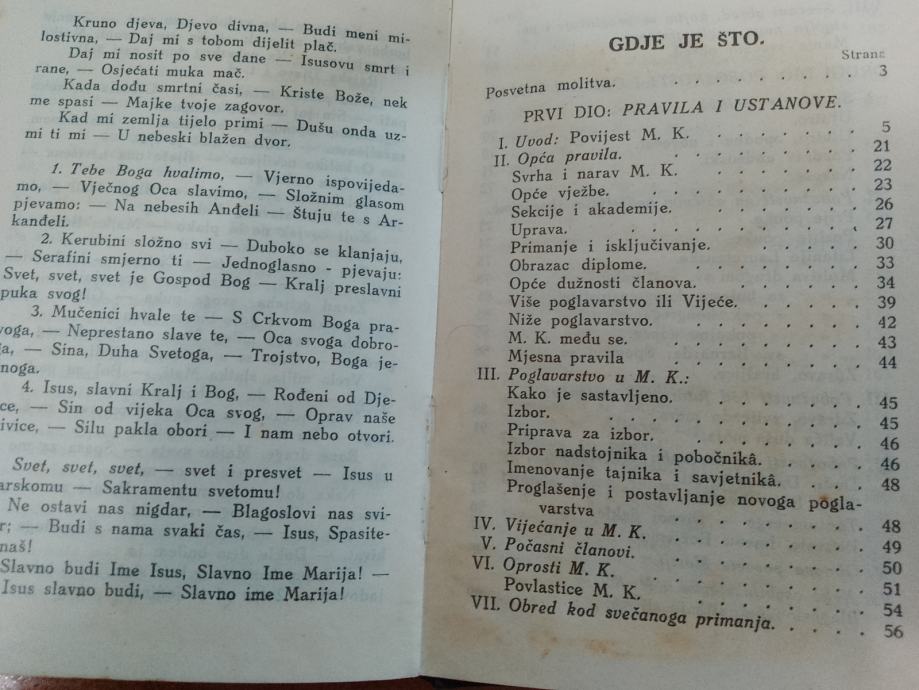 Kruno djeva, Djevo divna, — Budi meni mi-
lostivna, — Daj mi s tobom dijelit plač.
Daj mi nosit po sve dane — Isusovu smrt i
rane, — Osjećati muka mač.
Kada dođu smrtni časi, — Kriste Bože, nek
me spasi — Majke tvoje zagovor.
Kad mi zemlja tijelo primi — Dušu onda uz-
mi ti mi — U nebeski blažen dvor.
1. Tebe Boga hvalimo, — Vjerno ispovijeda-
mo, — Vječnog Oca slavimo, — Složnim glasom
pjevamo: — Na nebesih Anđeli — Štuju te s Ar-
kanđeli.
2. Kerubini složno svi — Duboko se klanjaju,
— Serafini smjerno ti — Jednoglasno - pjevaju:
Svet, svet, svet je Gospod Bog — Kralj preslavni
puka svog!
3. Mučenici hvale te — S Crkvom Boga pra-
voga, — Neprestano slave te, — Oca svoga dobro-
ga, — Sina, Duha Svetoga, — Trojstvo, Boga je-
noga.
4. Isus, slavni Kralj i Bog, — Rođeni od Dje-
ice, — Sin od vijeka Oca svog, — Oprav naše
rivice, — Silu pakla obori — I nam nebo otvori.
Svet, svet, svet, — svet i presvet — Isus u
arskomu — Sakramentu svetomu!
Ne ostavi nas nigdar, — Blagoslovi nas svi-
r; — Budi s nama svaki čas, — Isus, Spasite-
naš!
Slavno budi Ime Isus, Slavno Ime Marija! —
Isus slavno budi, — Slavno ime Marija!
GDJE JE ŠTO.
Strana
Posvetna molitva. . . . . . . . . 3
PRVI DIO: PRAVILA I USTANOVE.
I. Uvod: Povijest M. K. . . . . . . . 5
II. Opća pravila. . . . . . . . . 21
Svrha i narav M. K. . . . . . . . 22
Opće vježbe. . . . . . . . . 23
Sekcije i akademije. . . . . . . . 26
Uprava. . . . . . . . . 27
Primanje i isključivanje. . . . . . . 30
Obrazac diplome. . . . . . . . 33
Opće dužnosti članova. . . . . . . 34
Više poglavarstvo ili Vijeće. . . . . . 39
Niže poglavarstvo. . . . . . . . 42
M. K. među se. . . . . . . . 43
Mjesna pravila . . . . . . . . 44
III. Poglavarstvo u M. K.:
Kako je sastavljeno. . . . . . . . 45
Izbor. . . . . . . . . 45
Priprava za izbor. . . . . . . . 46
Izbor nadstojnika i pobočnikâ. . . . . 46
Imenovanje tajnika i savjetnikâ. . . . . 48
Proglašenje i postavljanje novoga pogla-
varstva . . . . . . . . 48
IV. Vijećanje u M. K. . . . . . . . 49
V. Počasni članovi. . . . . . . . 50
VI. Oprosti M. K. . . . . . . . 51
Povlastice M. K. . . . . . . . 54
VII. Obred kod svečanoga primanja. . . . . 56